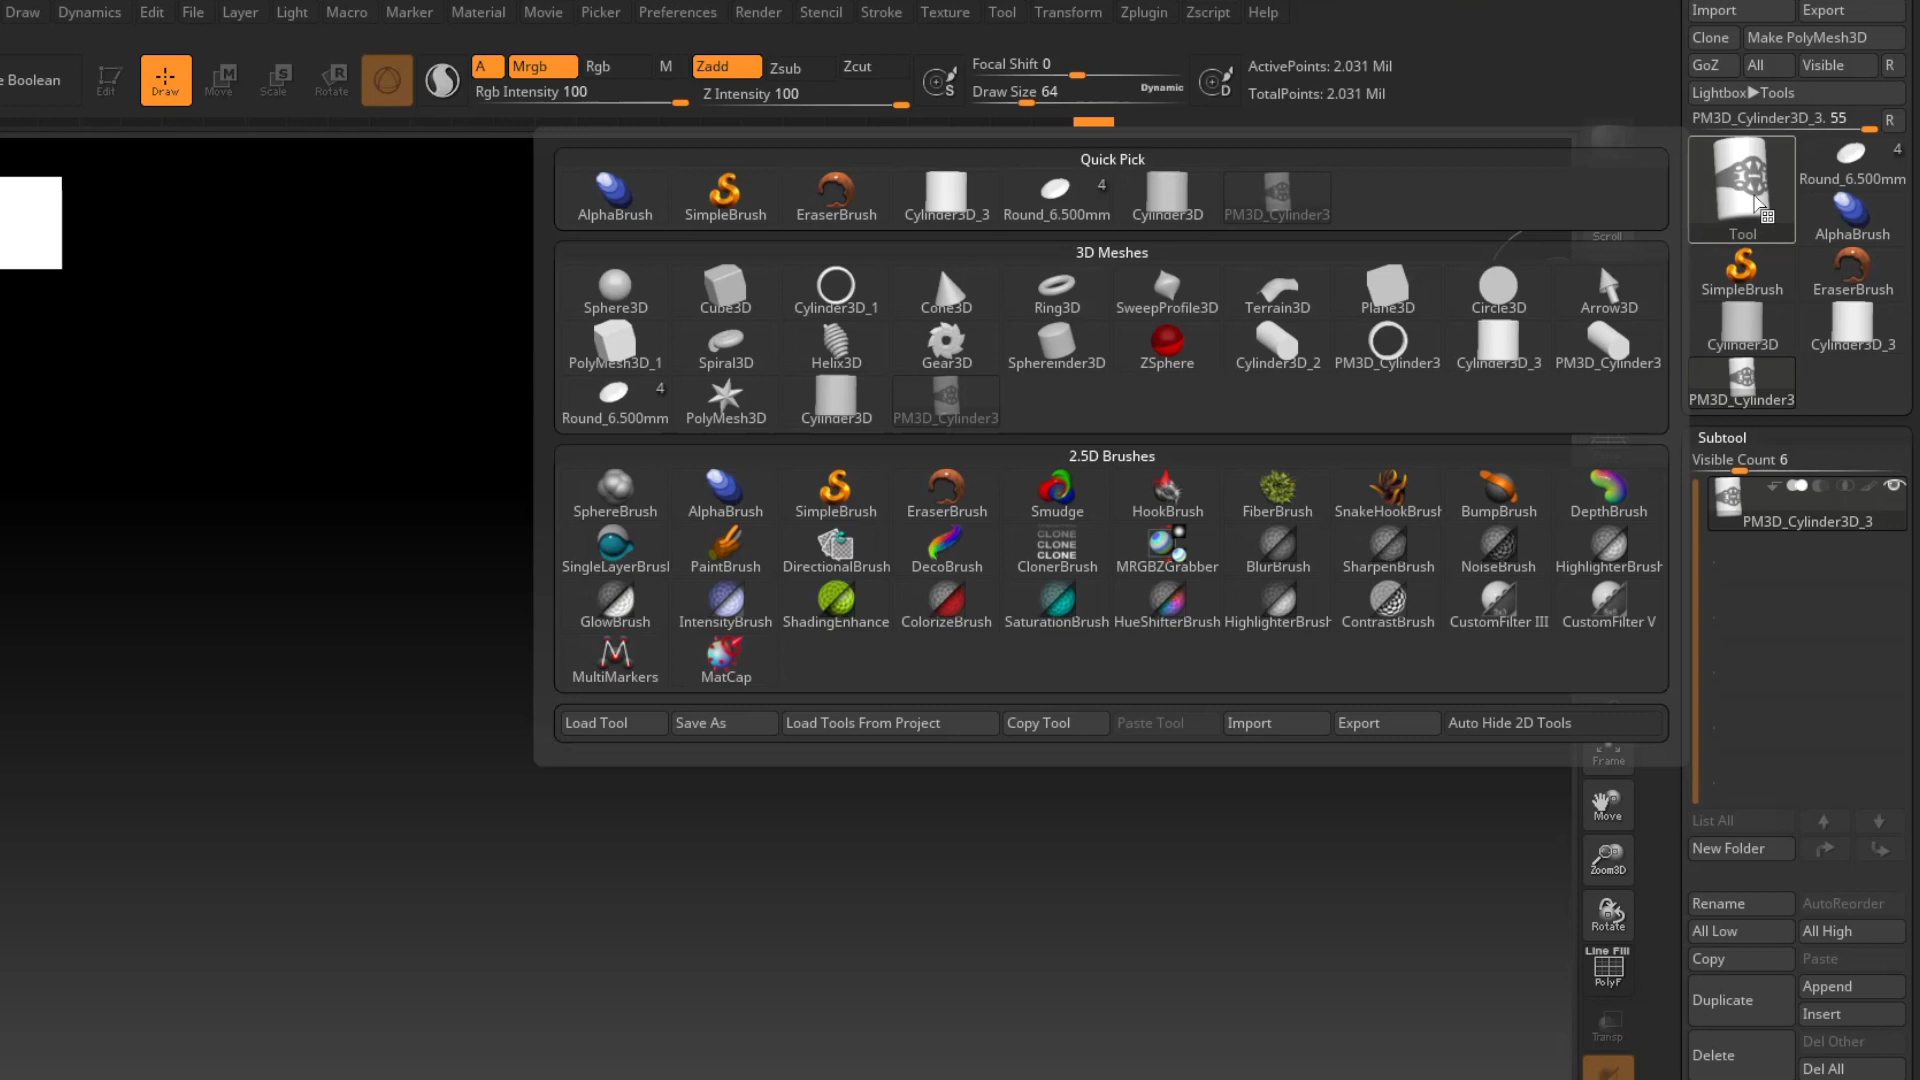 Draw Dynamics Edit File Layer Light Macro Marker Material Movie Picker Preferences Render Stencil Stroke Texture Tool Transform Zplugin Zscript Help
Boolean
Edit Draw Move Scale Rotate
A Mrgb Rgb M
Rgb Intensity 100
Zadd Zsub Zcut
Z Intensity 100
S
Focal Shift 0
Draw Size 64 Dynamic
D
ActivePoints: 2.031 Mil
TotalPoints: 2.031 Mil
Quick Pick
4
AlphaBrush SimpleBrush EraserBrush Cylinder3D_3 Round_6.500mm Cylinder3D PM3D_Cylinder3
3D Meshes
Sphere3D Cube3D Cylinder3D_1 Cone3D Ring3D SweepProfile3D Terrain3D Plane3D Circle3D Arrow3D
PolyMesh3D_1 Spiral3D Helix3D Gear3D Sphereinder3D ZSphere Cylinder3D_2 PM3D_Cylinder3 Cylinder3D_3 PM3D_Cylinder3
4
Round_6.500mm PolyMesh3D Cylinder3D PM3D_Cylinder3
2.5D Brushes
SphereBrush AlphaBrush SimpleBrush EraserBrush Smudge HookBrush FiberBrush SnakeHookBrush BumpBrush DepthBrush
CLONE
CLONE
CLONE
SingleLayerBrusl PaintBrush DirectionalBrush DecoBrush ClonerBrush MRGBZGrabber BlurBrush SharpenBrush NoiseBrush HighlighterBrush
GlowBrush IntensityBrush ShadingEnhance ColorizeBrush SaturationBrush HueShifterBrush HighlighterBrush ContrastBrush CustomFilter III CustomFilter V
MultiMarkers MatCap
Load Tool Save As Load Tools From Project Copy Tool Paste Tool Import Export Auto Hide 2D Tools
Scroll
Frame
Move
Zoom3D
Rotate
Line Fill
PolyF
Transp
Import Export
Clone Make PolyMesh3D
GoZ All Visible R
Lightbox▶Tools
PM3D_Cylinder3D_3. 55 R
4
Round_6.500mm
Tool AlphaBrush
SimpleBrush EraserBrush
Cylinder3D Cylinder3D_3
PM3D_Cylinder3
Subtool
Visible Count 6
PM3D_Cylinder3D_3
List All
New Folder
Rename AutoReorder
All Low All High
Copy Paste
Duplicate Append
Insert
Delete Del Other
Del All